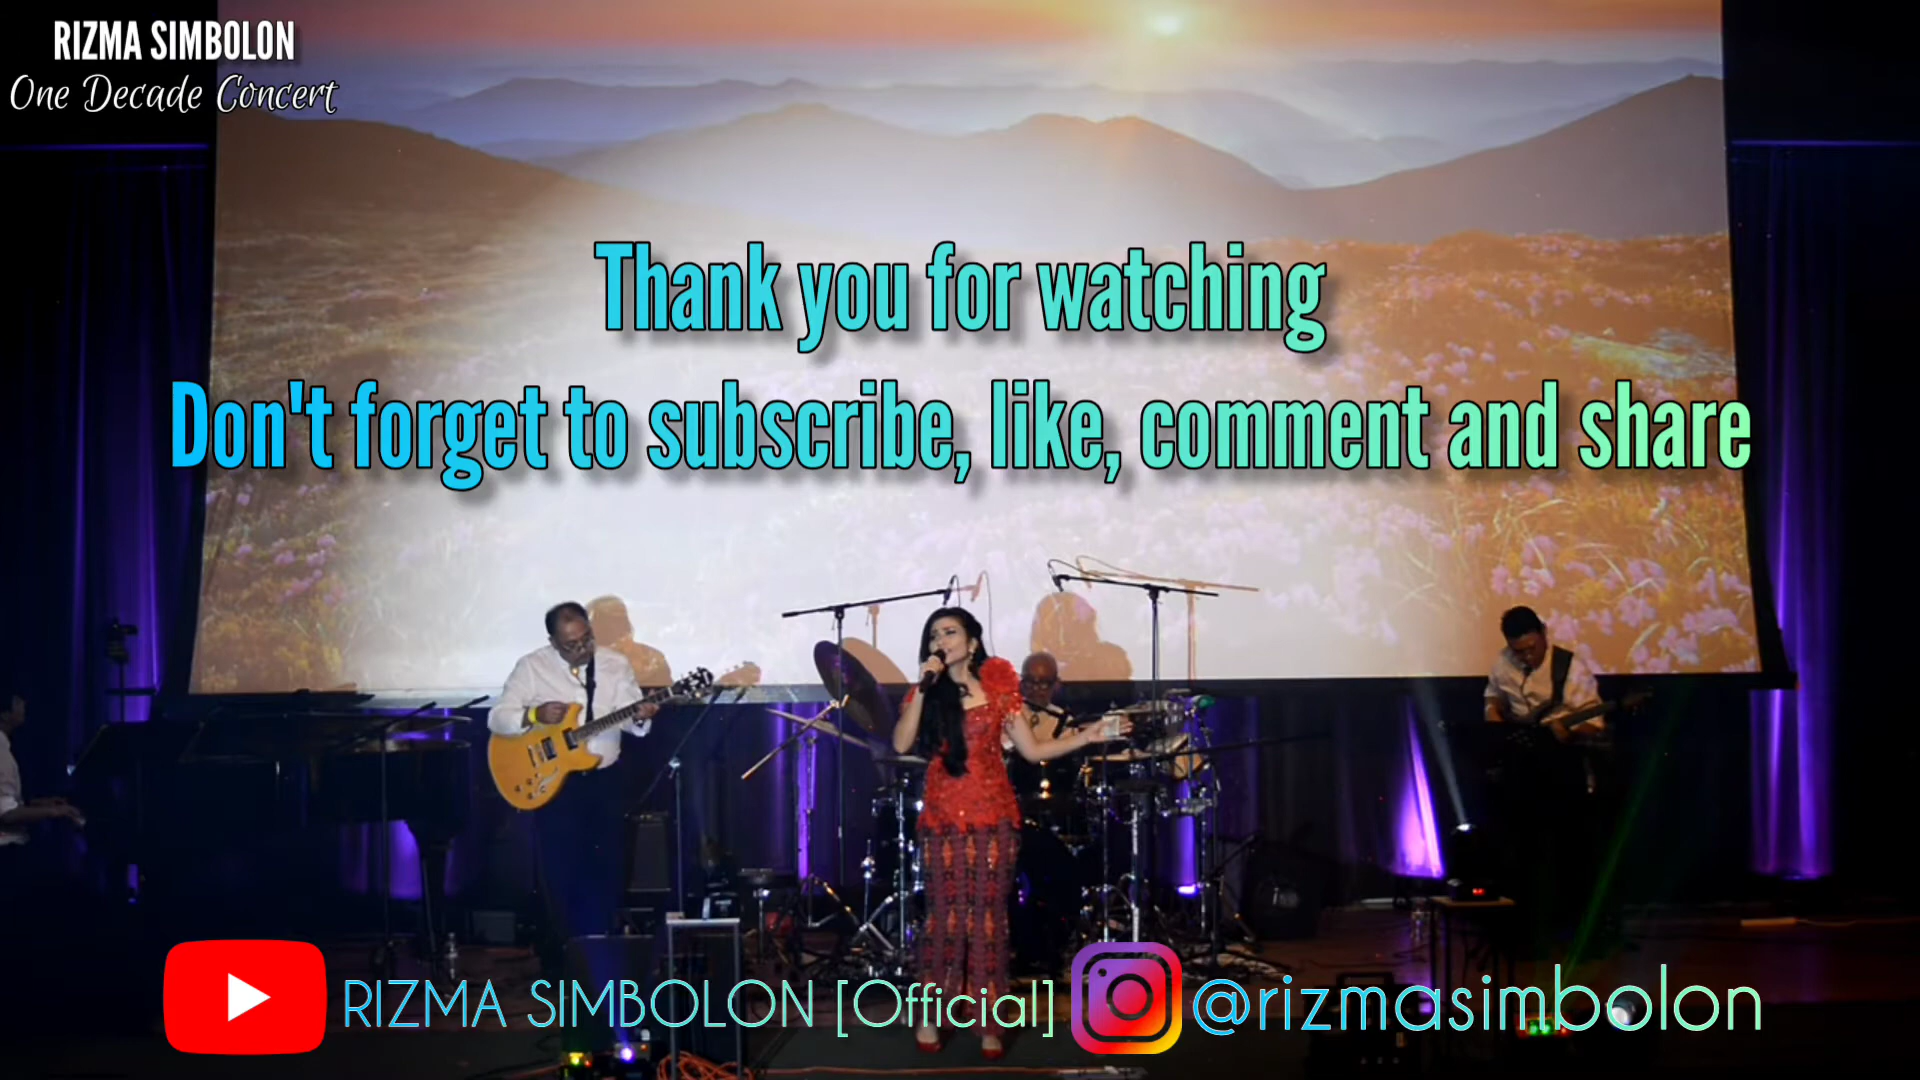 RIZMA SIMBOLON
One Decade Concert
Thank you for watching
Don't forget to subscribe, like, comment and share
RIZMA SIMBOLON [Official] @rizmasimbolon